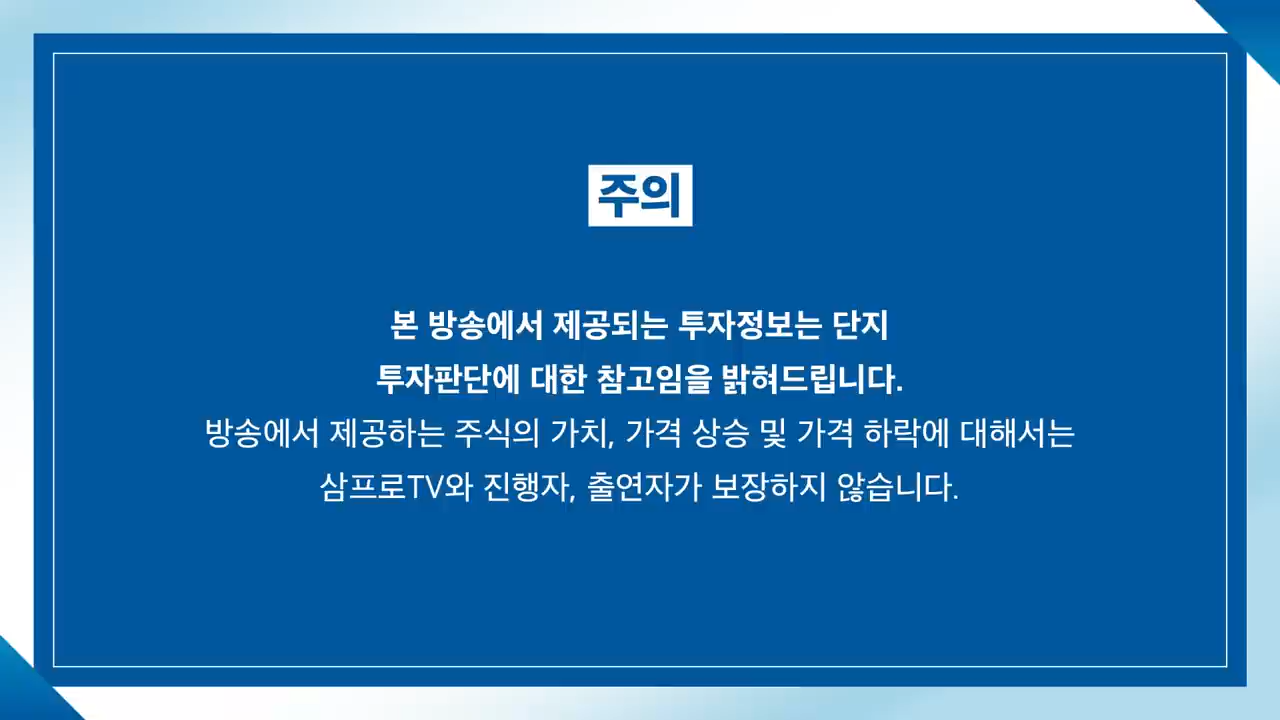 주의
본 방송에서 제공되는 투자정보는 단지
투자판단에 대한 참고임을 밝혀드립니다.
방송에서 제공하는 주식의 가치, 가격 상승 및 가격 하락에 대해서는
삼프로TV와 진행자, 출연자가 보장하지 않습니다.